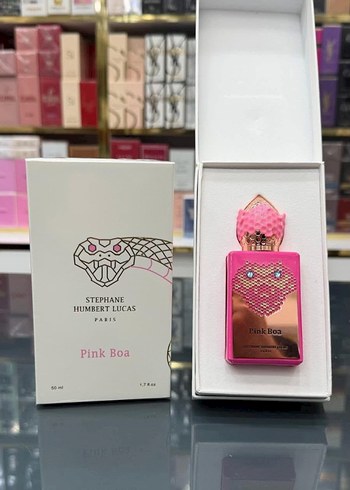 STEPHANE
HUMBERT LUCAS
PARIS
Pink Boa
50 ml
1.7 fl oz
Pink Boa